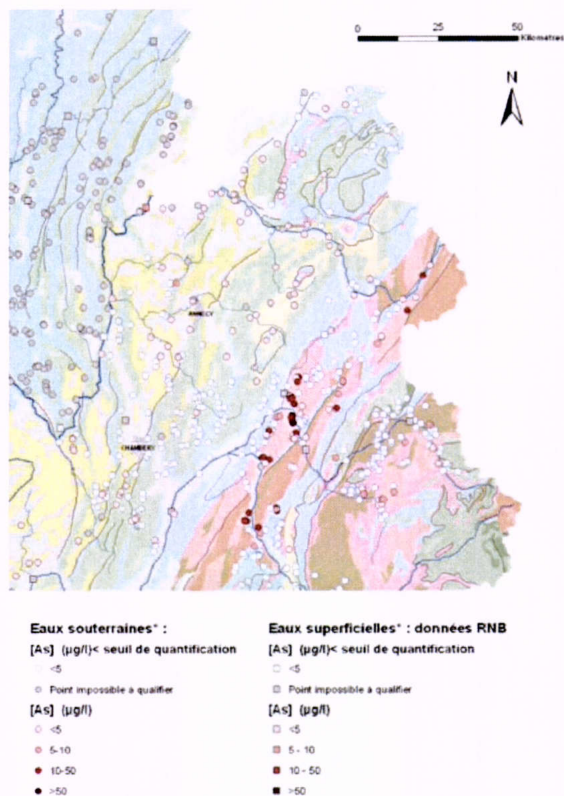 0 25 50
Kilomètres
N
ANNECY
CHAMBERY
Eaux souterraines* :
[As] (µg/l)< seuil de quantification
<5
Point impossible à qualifier
[As] (µg/l)
<5
5-10
10-50
>50
Eaux superficielles* : données RNB
[As] (µg/l)< seuil de quantification
<5
Point impossible à qualifier
[As] (µg/l)
<5
5 - 10
10 - 50
>50